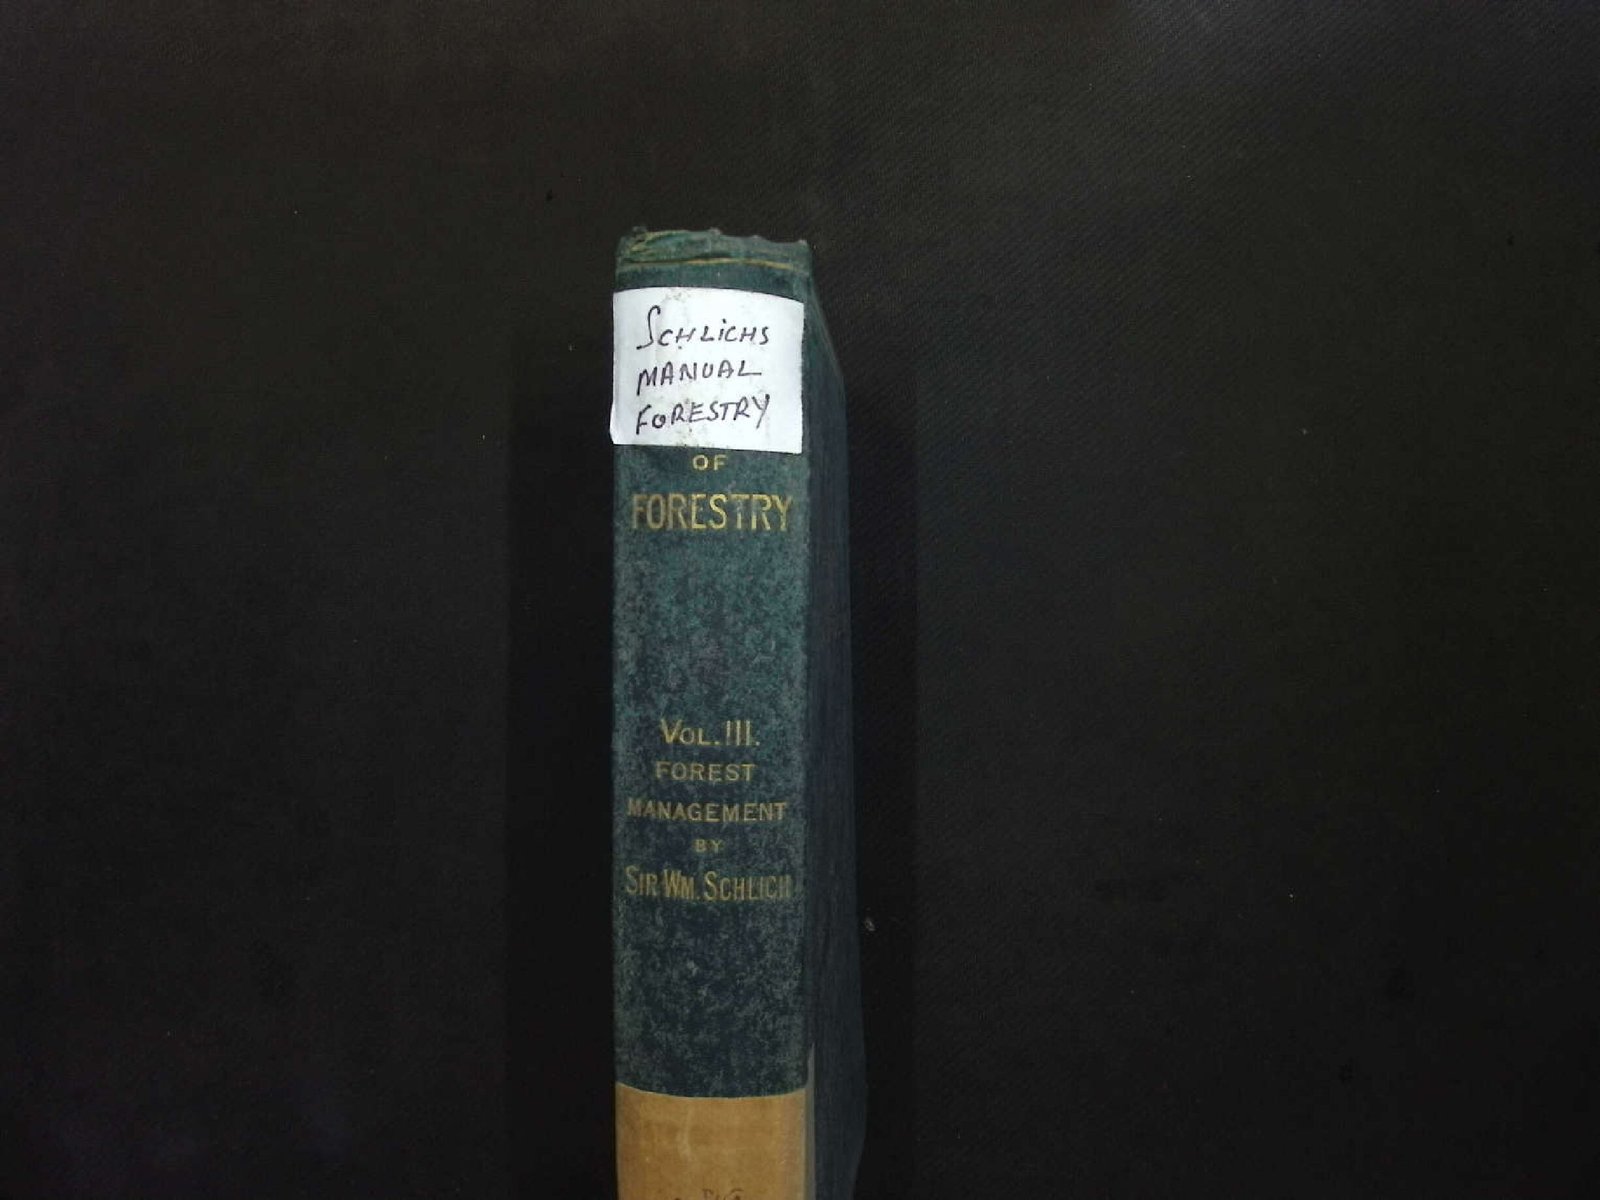 SCHLICHS
MANUAL
FORESTRY
OF
FORESTRY
VOL. III.
FOREST
MANAGEMENT
BY
SIR WM. SCHLICH